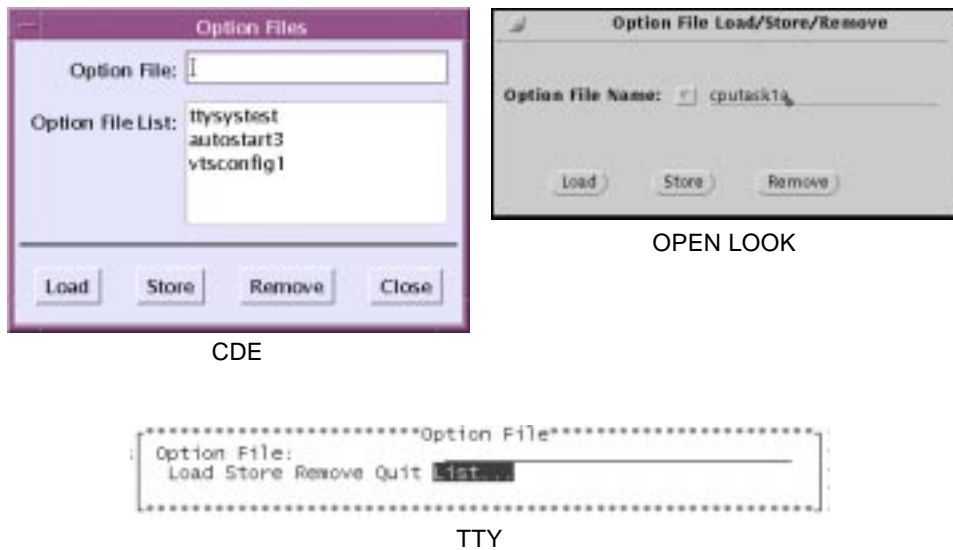 Option Files
Option File:
Option File List:
ttysystest
autostart3
vtsconfig1
Load Store Remove Close
CDE
Option File Load/Store/Remove
Option File Name: cputask1a
Load Store Remove
OPEN LOOK
Option File
Option File:
Load Store Remove Quit List...
TTY